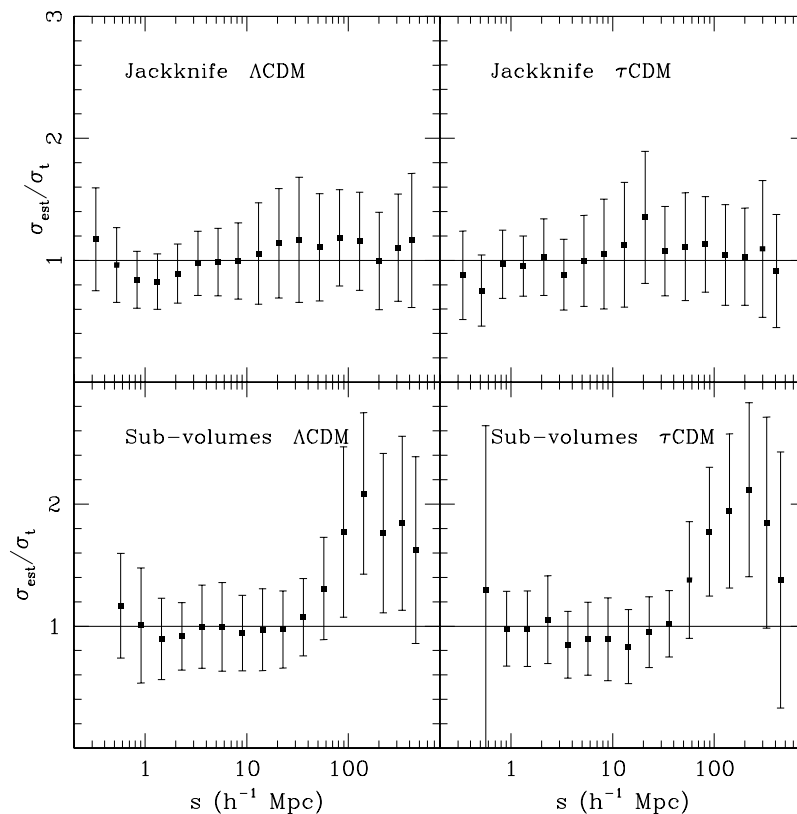 3
Jackknife ΛCDM
Jackknife τCDM
2
σest/σt
1
Sub-volumes ΛCDM
Sub-volumes τCDM
2
σest/σt
1
1 10 100
1 10 100
s (h⁻¹ Mpc)
s (h⁻¹ Mpc)